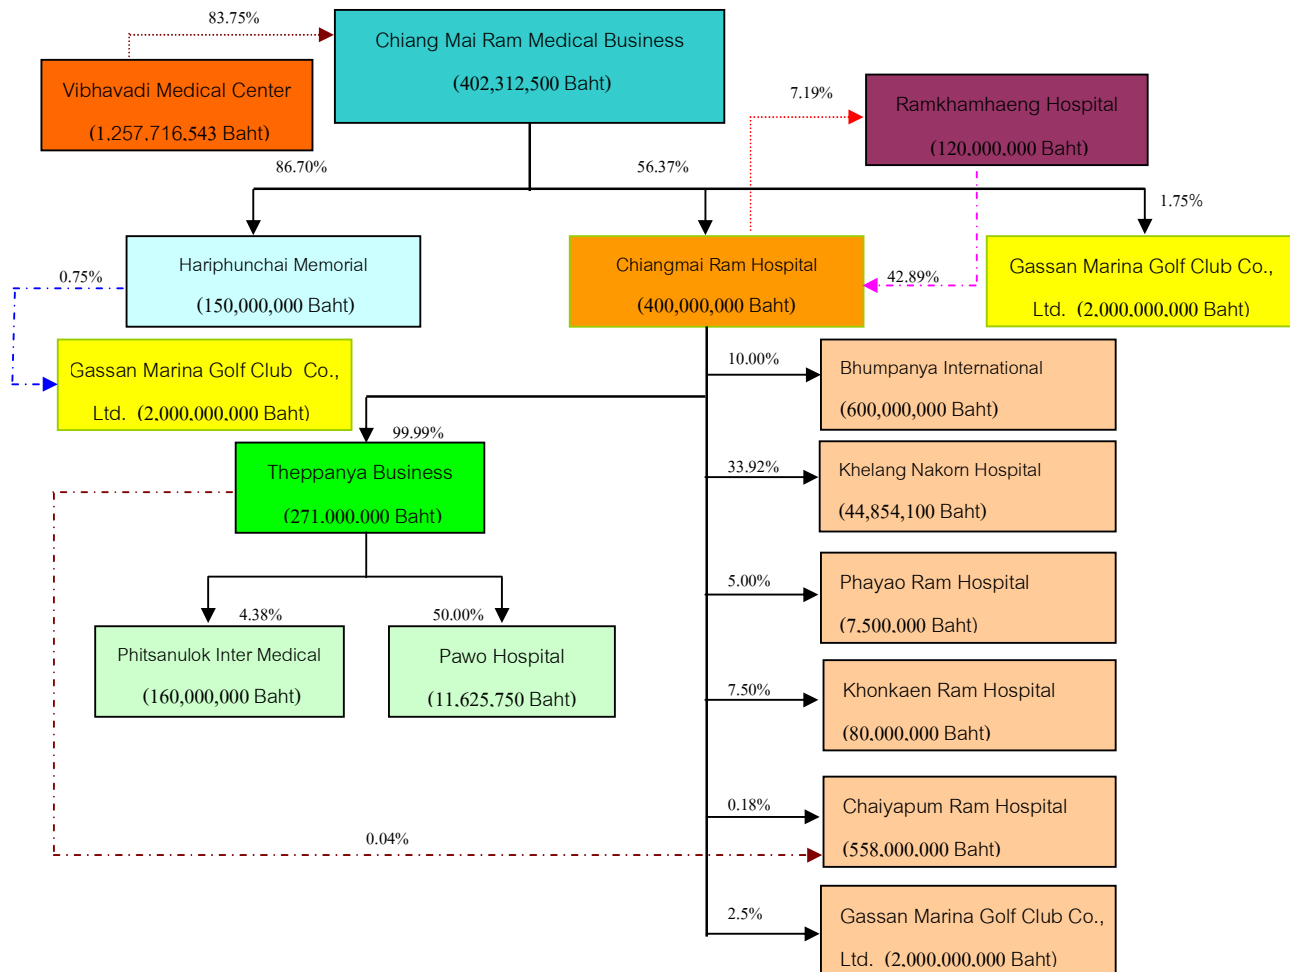 83.75%
Chiang Mai Ram Medical Business
(402,312,500 Baht)
Vibhavadi Medical Center
(1,257,716,543 Baht)
7.19%
Ramkhamhaeng Hospital
(120,000,000 Baht)
86.70%
56.37%
1.75%
Hariphunchai Memorial
(150,000,000 Baht)
0.75%
Chiangmai Ram Hospital
(400,000,000 Baht)
42.89%
Gassan Marina Golf Club Co.,
Ltd. (2,000,000,000 Baht)
Gassan Marina Golf Club Co.,
Ltd. (2,000,000,000 Baht)
10.00%
Bhumpanya International
(600,000,000 Baht)
99.99%
Theppanya Business
(271,000,000 Baht)
33.92%
Khelang Nakorn Hospital
(44,854,100 Baht)
4.38%
Phitsanulok Inter Medical
(160,000,000 Baht)
50.00%
Pawo Hospital
(11,625,750 Baht)
5.00%
Phayao Ram Hospital
(7,500,000 Baht)
7.50%
Khonkaen Ram Hospital
(80,000,000 Baht)
0.18%
Chaiyapum Ram Hospital
(558,000,000 Baht)
0.04%
2.5%
Gassan Marina Golf Club Co.,
Ltd. (2,000,000,000 Baht)